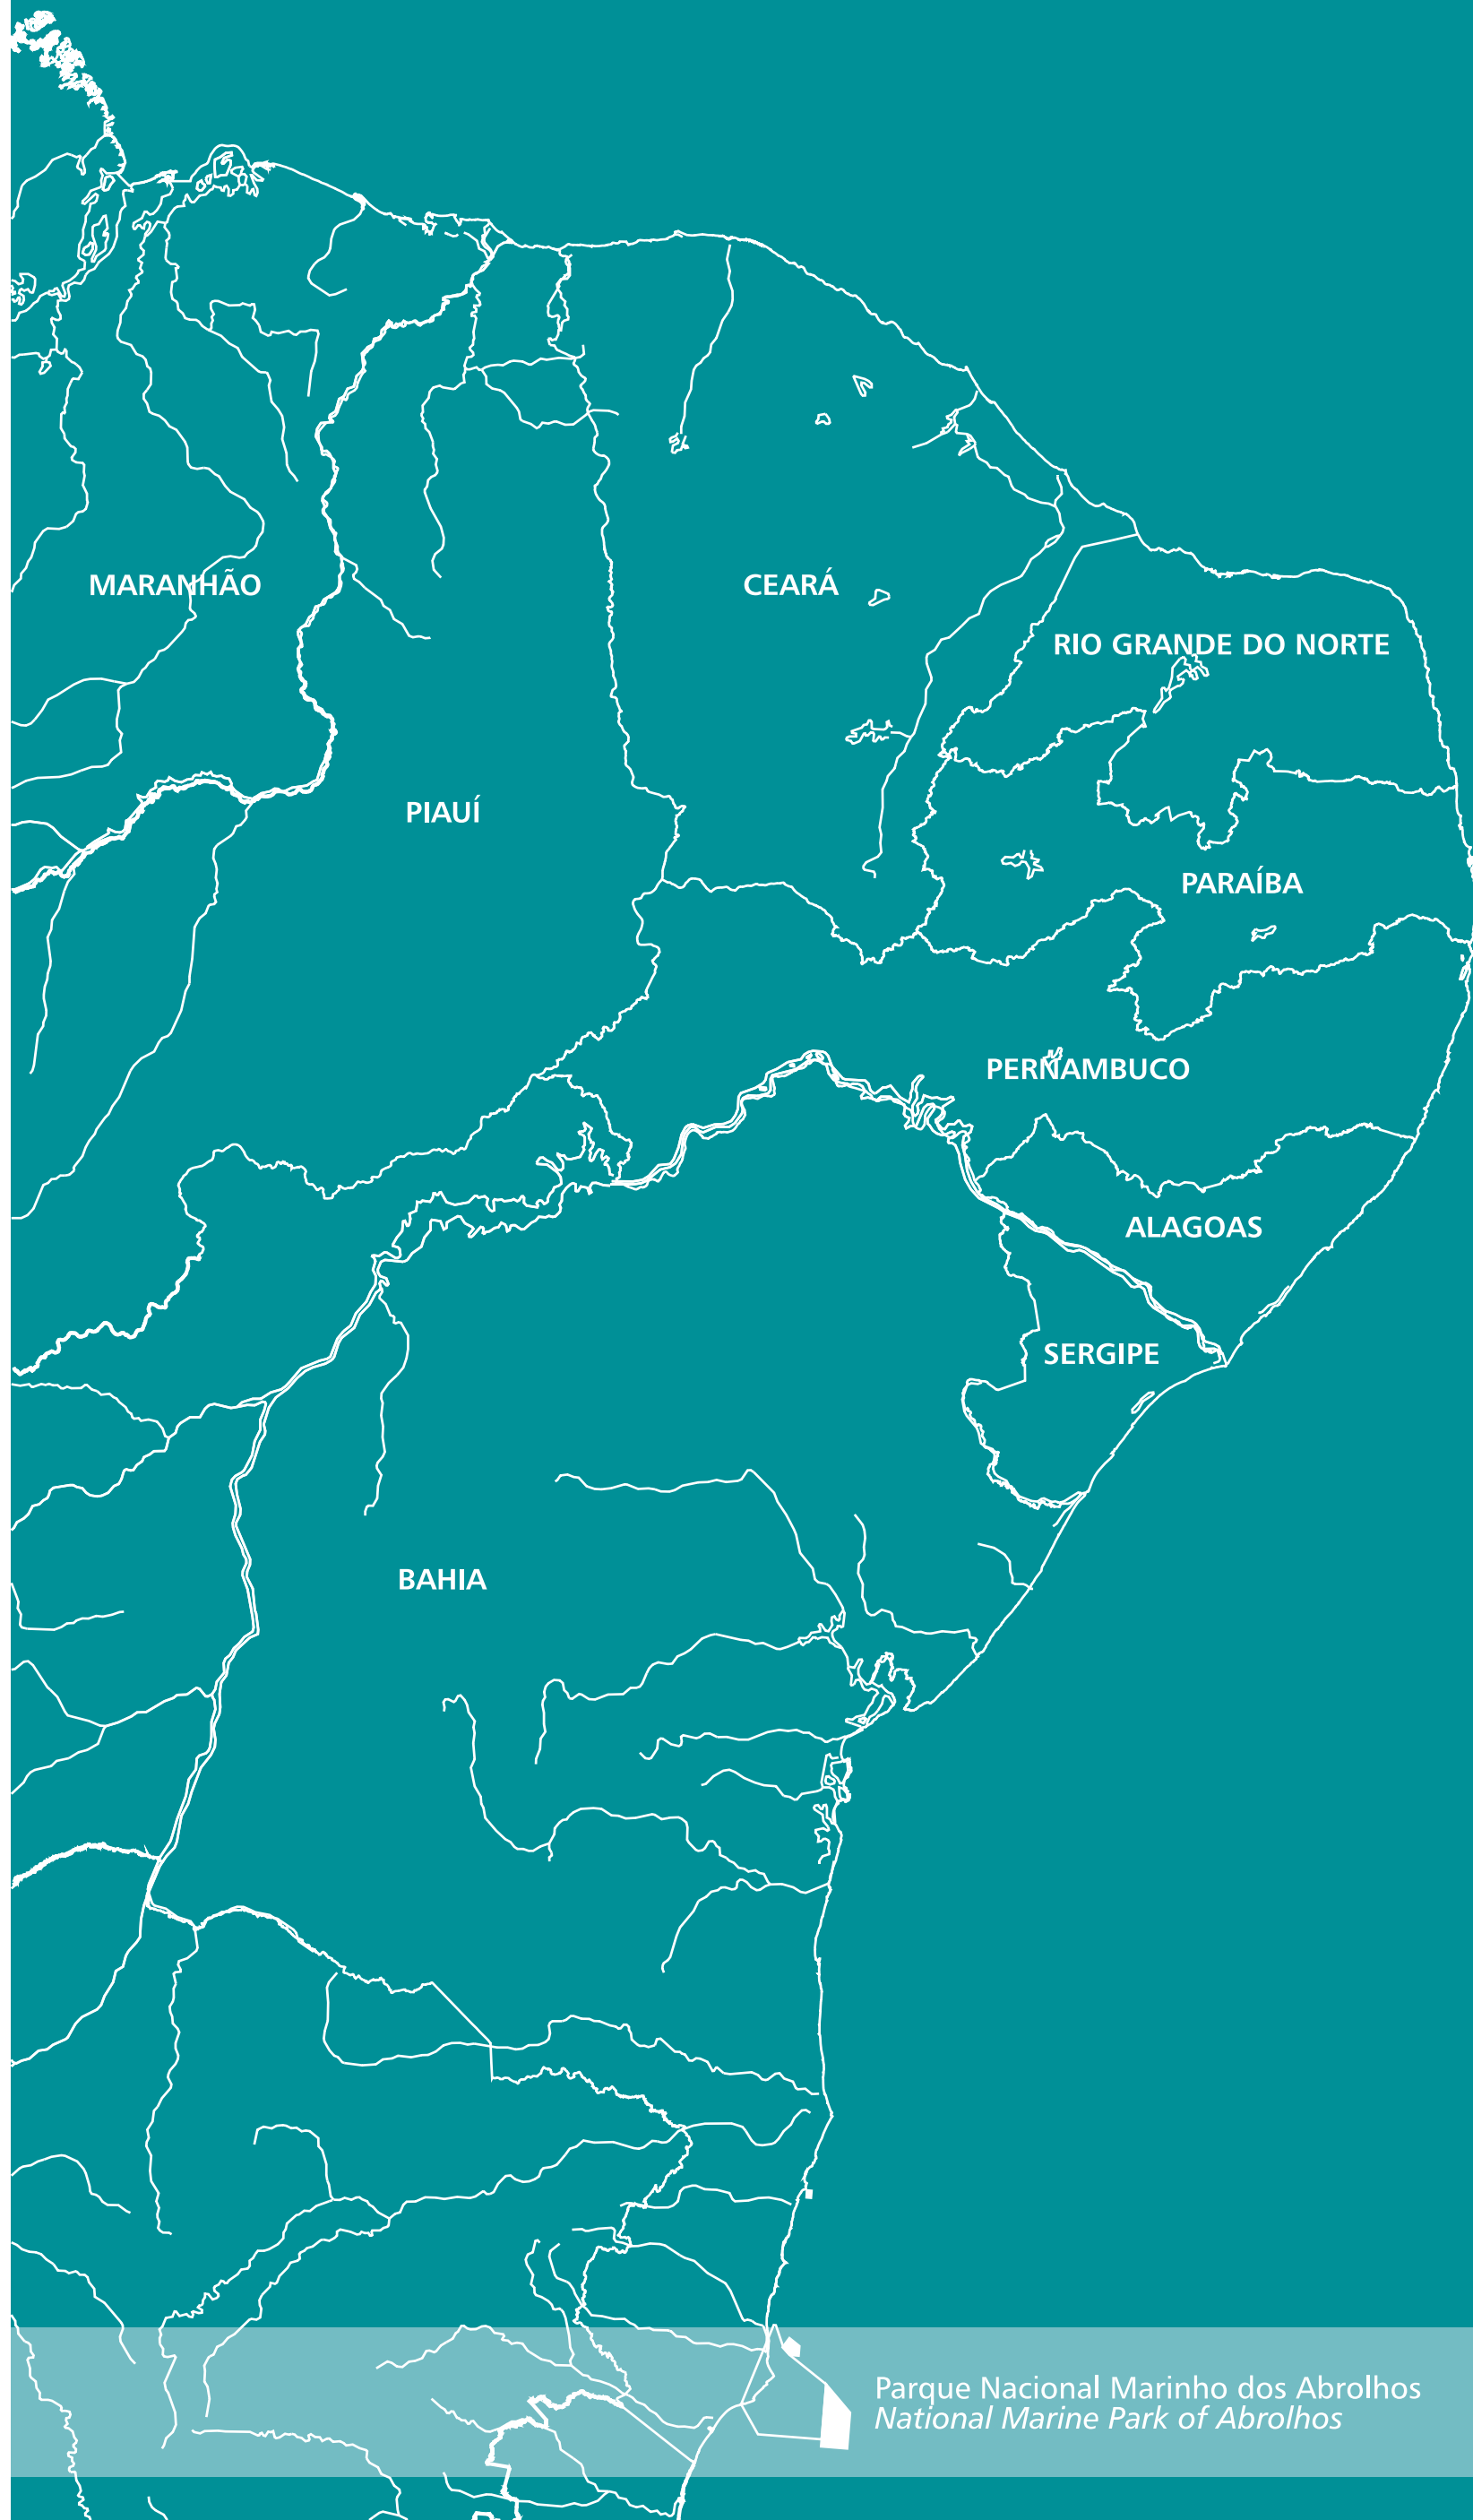 MARANHÃO
CEARÁ
RIO GRANDE DO NORTE
PIAUÍ
PARAÍBA
PERNAMBUCO
ALAGOAS
SERGIPE
BAHIA
Parque Nacional Marinho dos Abrolhos
National Marine Park of Abrolhos